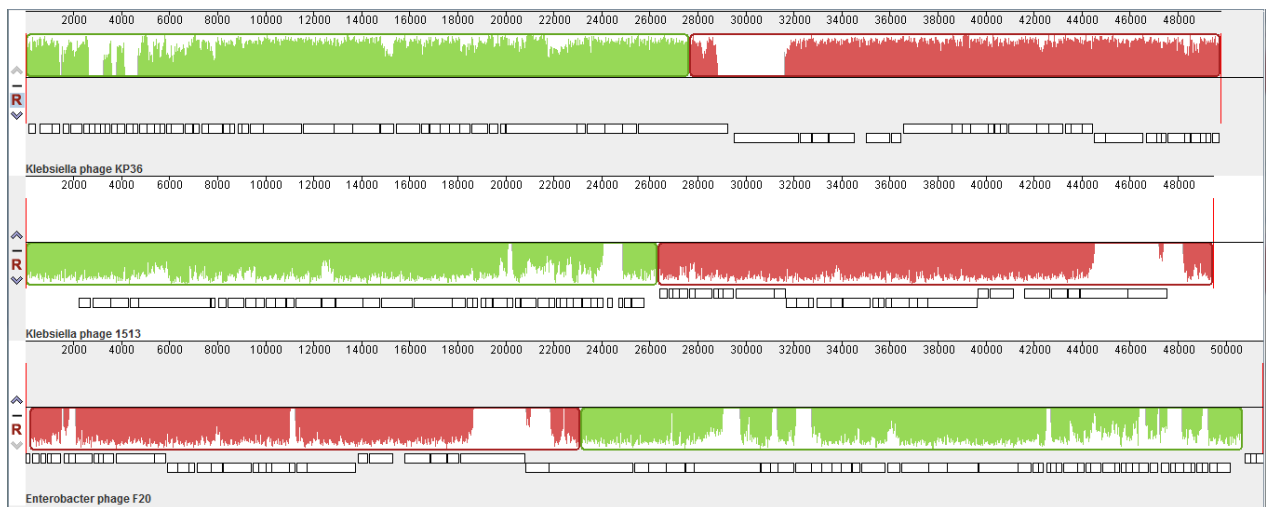 2000 4000 6000 8000 10000 12000 14000 16000 18000 20000 22000 24000 26000 28000 30000 32000 34000 36000 38000 40000 42000 44000 46000 48000
R
Klebsiella phage KP36
2000 4000 6000 8000 10000 12000 14000 16000 18000 20000 22000 24000 26000 28000 30000 32000 34000 36000 38000 40000 42000 44000 46000 48000
R
Klebsiella phage 1513
2000 4000 6000 8000 10000 12000 14000 16000 18000 20000 22000 24000 26000 28000 30000 32000 34000 36000 38000 40000 42000 44000 46000 48000 50000
R
Enterobacter phage F20